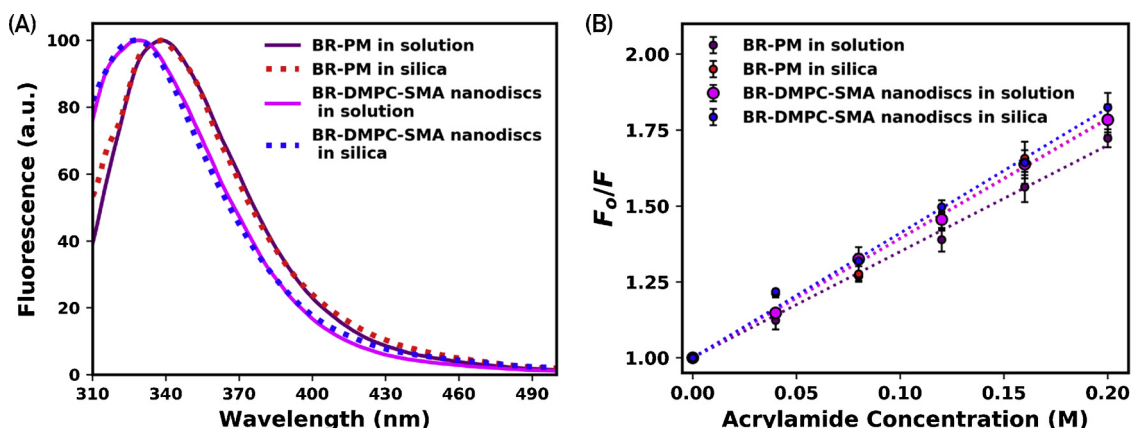 (A)
100
80
60
40
20
0
Fluorescence (a.u.)
BR-PM in solution
BR-PM in silica
BR-DMPC-SMA nanodiscs
in solution
BR-DMPC-SMA nanodiscs
in silica
310 340 370 400 430 460 490
Wavelength (nm)
(B)
2.00
1.75
1.50
1.25
1.00
Fo/F
BR-PM in solution
BR-PM in silica
BR-DMPC-SMA nanodiscs in solution
BR-DMPC-SMA nanodiscs in silica
0.00 0.05 0.10 0.15 0.20
Acrylamide Concentration (M)